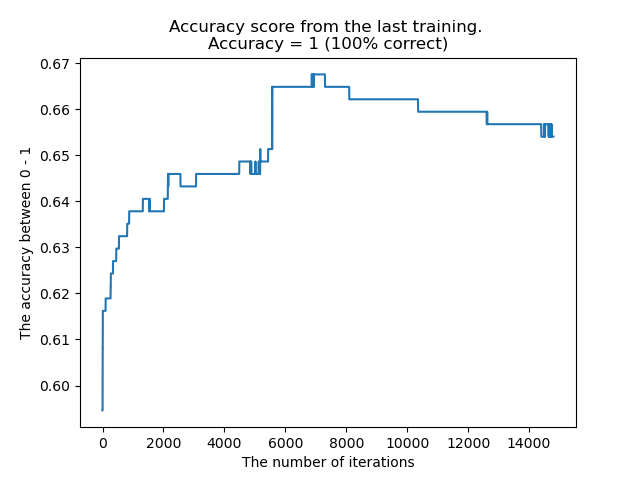 Accuracy score from the last training.
Accuracy = 1 (100% correct)
0.67
0.66
0.65
0.64
0.63
0.62
0.61
0.60
The accuracy between 0 - 1
0 2000 4000 6000 8000 10000 12000 14000
The number of iterations